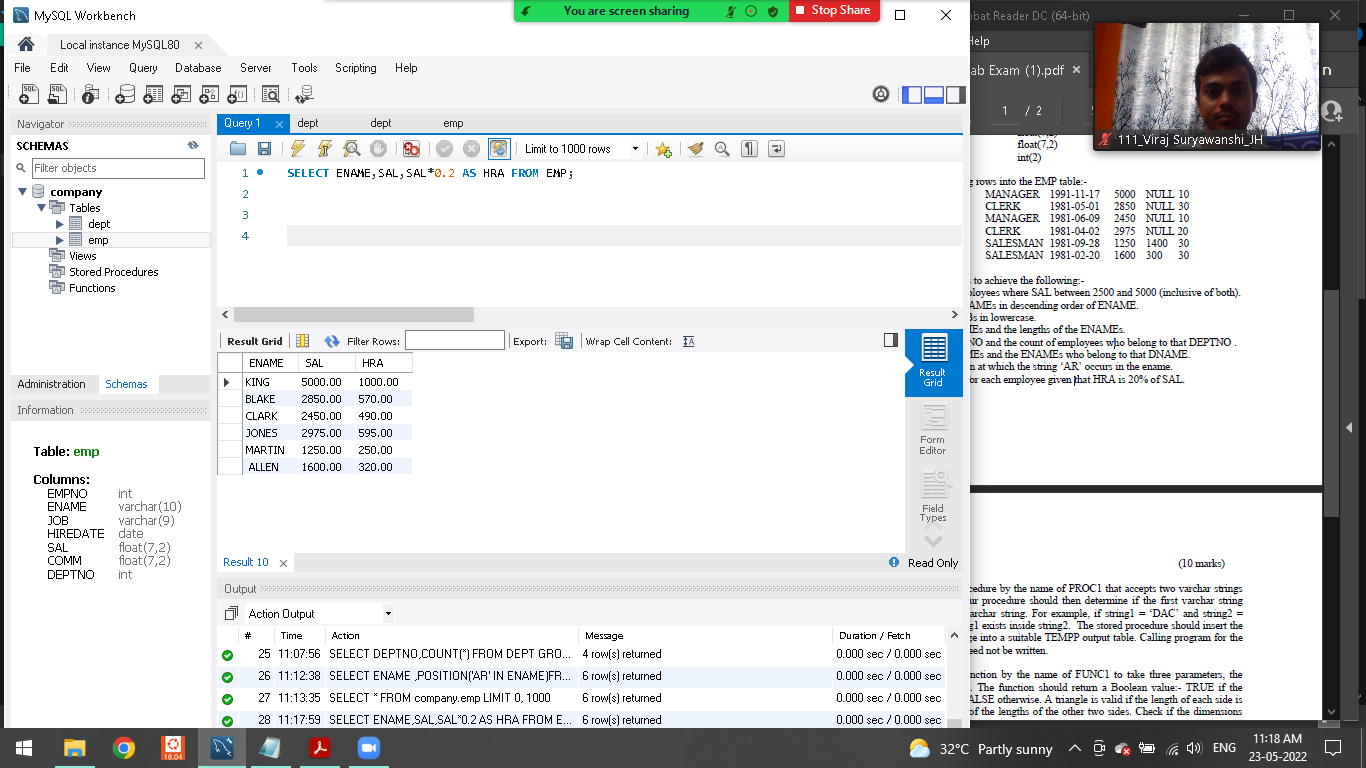 MySQL Workbench
You are screen sharing
Stop Share
obat Reader DC (64-bit)
Local instance MySQL80
Help
File Edit View Query Database Server Tools Scripting Help
ab Exam (1).pdf
1 / 2
111_Viraj Suryawanshi_JH
Navigator
SCHEMAS
Filter objects
company
Tables
dept
emp
Views
Stored Procedures
Functions
Administration Schemas
Information
Table: emp
Columns:
EMPNO int
ENAME varchar(10)
JOB varchar(9)
HIREDATE date
SAL float(7,2)
COMM float(7,2)
DEPTNO int
Query 1 dept dept emp
Limit to 1000 rows
1 SELECT ENAME,SAL,SAL*0.2 AS HRA FROM EMP;
2
3
4
Result Grid Filter Rows: Export: Wrap Cell Content:
ENAME SAL HRA
KING 5000.00 1000.00
BLAKE 2850.00 570.00
CLARK 2450.00 490.00
JONES 2975.00 595.00
MARTIN 1250.00 250.00
ALLEN 1600.00 320.00
Result
Grid
Form
Editor
Field
Types
Result 10
Read Only
Output
Action Output
# Time Action Message Duration / Fetch
25 11:07:56 SELECT DEPTNO,COUNT(*) FROM DEPT GRO... 4 row(s) returned 0.000 sec / 0.000 sec
26 11:12:38 SELECT ENAME ,POSITION('AR' IN ENAME)FR... 6 row(s) returned 0.000 sec / 0.000 sec
27 11:13:35 SELECT * FROM company.emp LIMIT 0, 1000 6 row(s) returned 0.000 sec / 0.000 sec
28 11:17:59 SELECT ENAME,SAL,SAL*0.2 AS HRA FROM E... 6 row(s) returned 0.000 sec / 0.000 sec
float(7,2)
int(2)
g rows into the EMP table:-
MANAGER 1991-11-17 5000 NULL 10
CLERK 1981-05-01 2850 NULL 30
MANAGER 1981-06-09 2450 NULL 10
CLERK 1981-04-02 2975 NULL 20
SALESMAN 1981-09-28 1250 1400 30
SALESMAN 1981-02-20 1600 300 30
s to achieve the following:-
ployees where SAL between 2500 and 5000 (inclusive of both).
AMEs in descending order of ENAME.
Bs in lowercase.
MEs and the lengths of the ENAMEs.
NO and the count of employees who belong to that DEPTNO .
MEs and the ENAMEs who belong to that DNAME.
n at which the string ‘AR’ occurs in the ename.
for each employee given that HRA is 20% of SAL.
(10 marks)
cedure by the name of PROC1 that accepts two varchar strings
ur procedure should then determine if the first varchar string
archar string. For example, if string1 = ‘DAC’ and string2 =
g1 exists inside string2. The stored procedure should insert the
ge into a suitable TEMPP output table. Calling program for the
eed not be written.
nction by the name of FUNC1 to take three parameters, the
. The function should return a Boolean value:- TRUE if the
ALSE otherwise. A triangle is valid if the length of each side is
of the lengths of the other two sides. Check if the dimensions
18.04
32°C Partly sunny
ENG
11:18 AM
23-05-2022